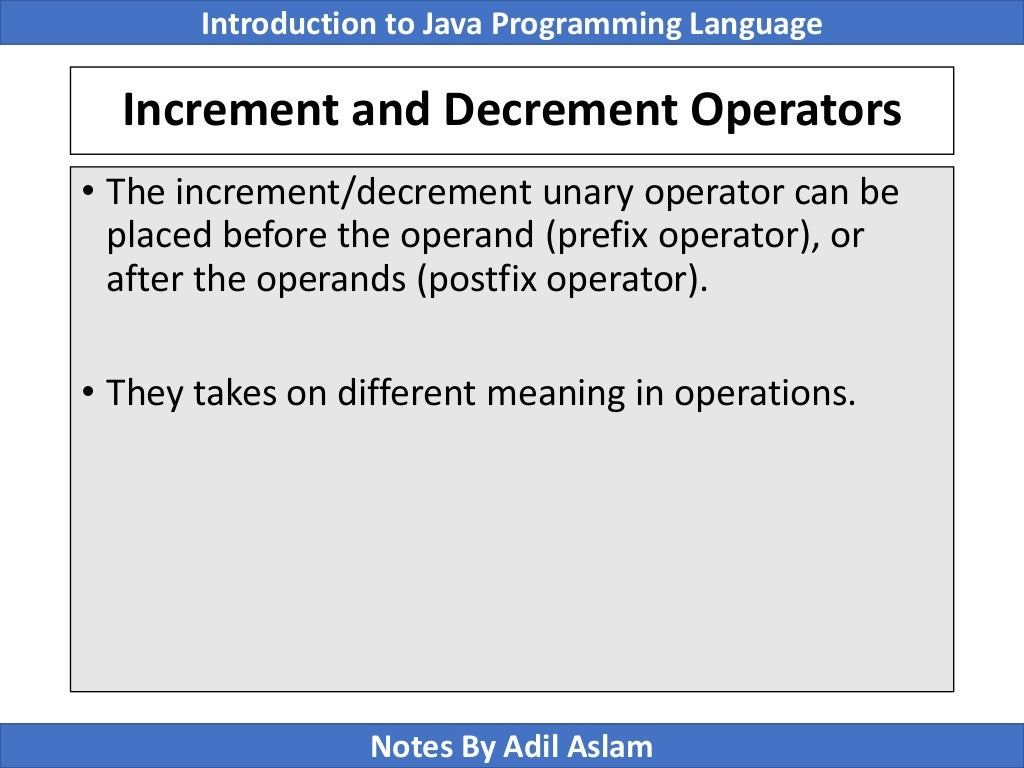 Introduction to Java Programming Language
Increment and Decrement Operators
• The increment/decrement unary operator can be
placed before the operand (prefix operator), or
after the operands (postfix operator).
• They takes on different meaning in operations.
Notes By Adil Aslam